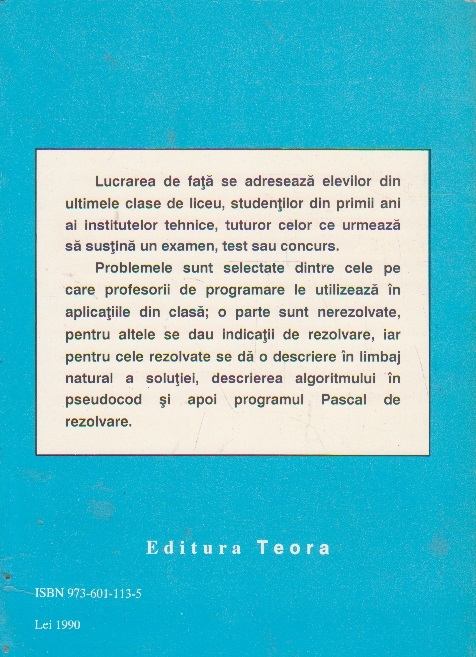 Lucrarea de față se adresează elevilor din
ultimele clase de liceu, studenților din primii ani
ai institutelor tehnice, tuturor celor ce urmează
să susțină un examen, test sau concurs.
Problemele sunt selectate dintre cele pe
care profesorii de programare le utilizează în
aplicațiile din clasă; o parte sunt nerezolvate,
pentru altele se dau indicații de rezolvare, iar
pentru cele rezolvate se dă o descriere în limbaj
natural a soluției, descrierea algoritmului în
pseudocod și apoi programul Pascal de
rezolvare.
Editura Teora
ISBN 973-601-113-5
Lei 1990